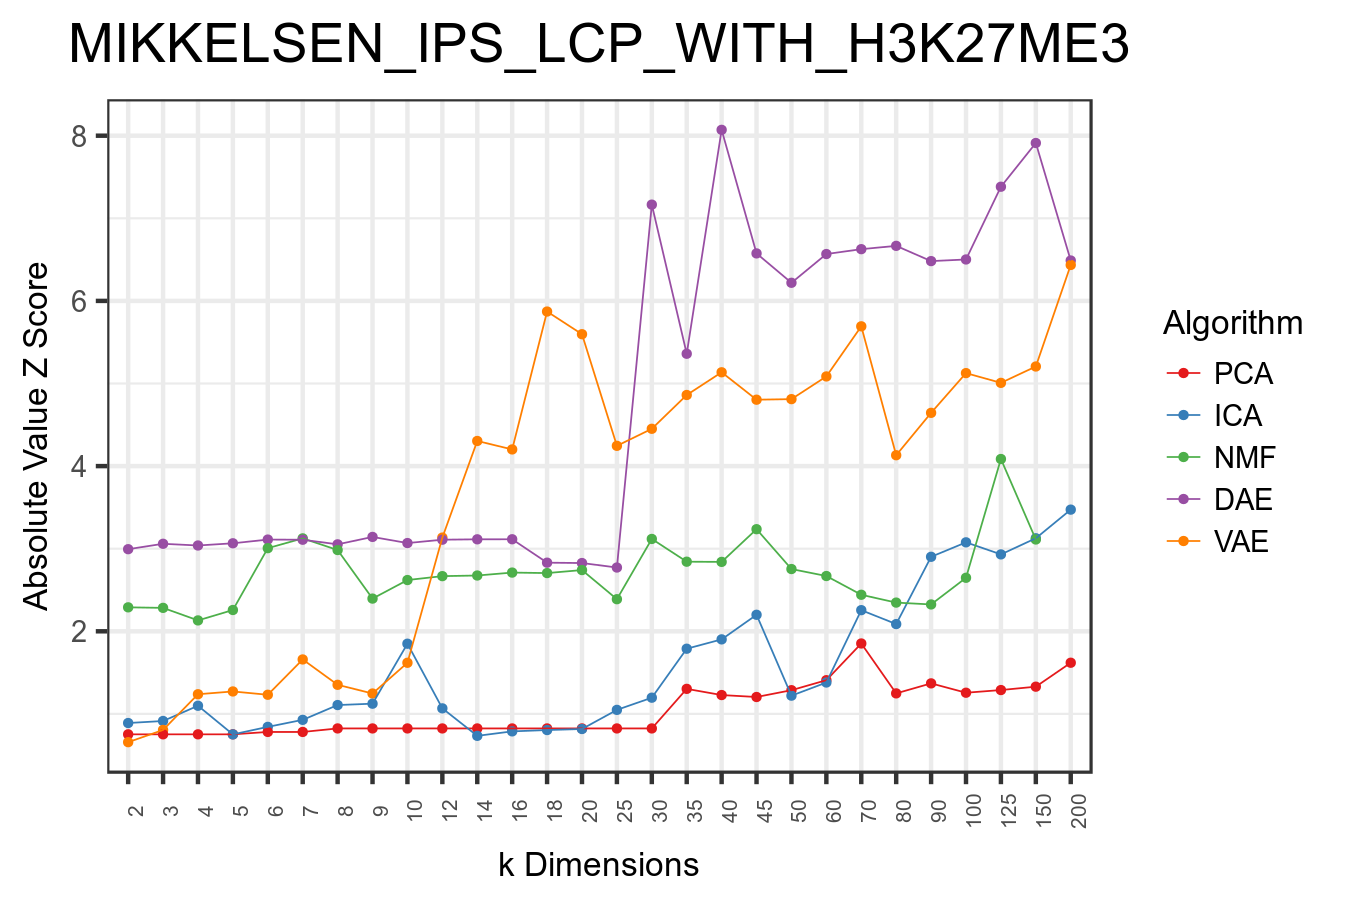 MIKKELSEN_IPS_LCP_WITH_H3K27ME3
Absolute Value Z Score
8
6
4
2
2 3 4 5 6 7 8 9 10 12 14 16 18 20 25 30 35 40 45 50 60 70 80 90 100 125 150 200
k Dimensions
Algorithm
PCA
ICA
NMF
DAE
VAE